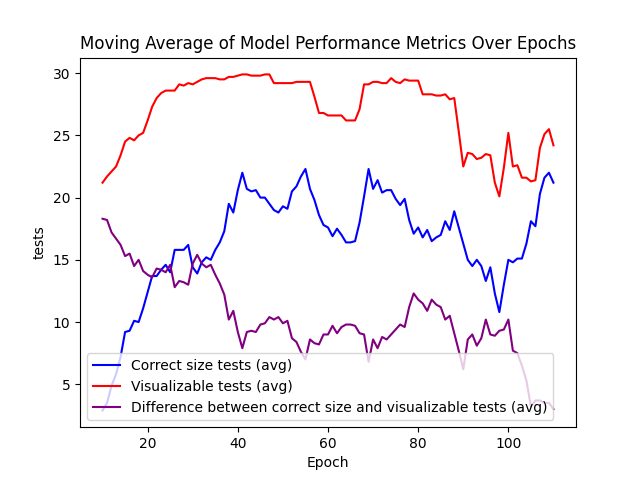 Moving Average of Model Performance Metrics Over Epochs
30
25
20
15
10
5
tests
Correct size tests (avg)
Visualizable tests (avg)
Difference between correct size and visualizable tests (avg)
20 40 60 80 100
Epoch